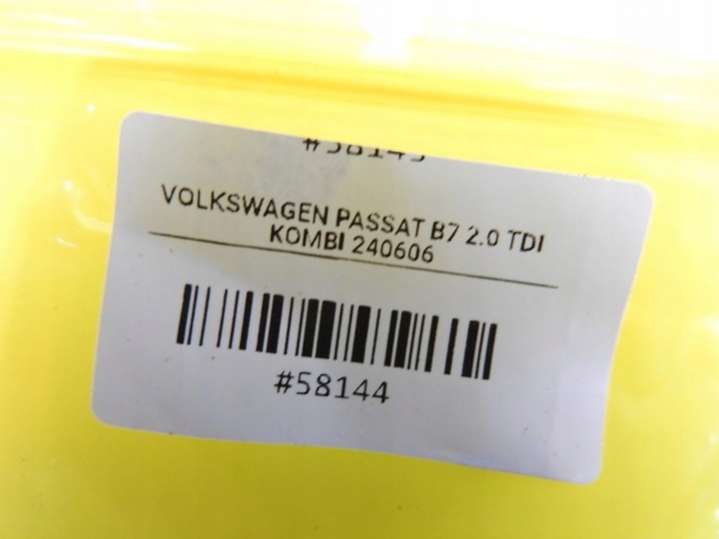 VOLKSWAGEN PASSAT B7 2.0 TDI
KOMBI 240606
#58144